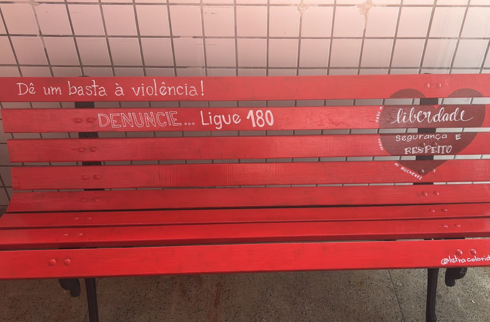 Dê um basta à violência!
DENUNCIE... Ligue 180
liberdade
segurança e
RESPEITO